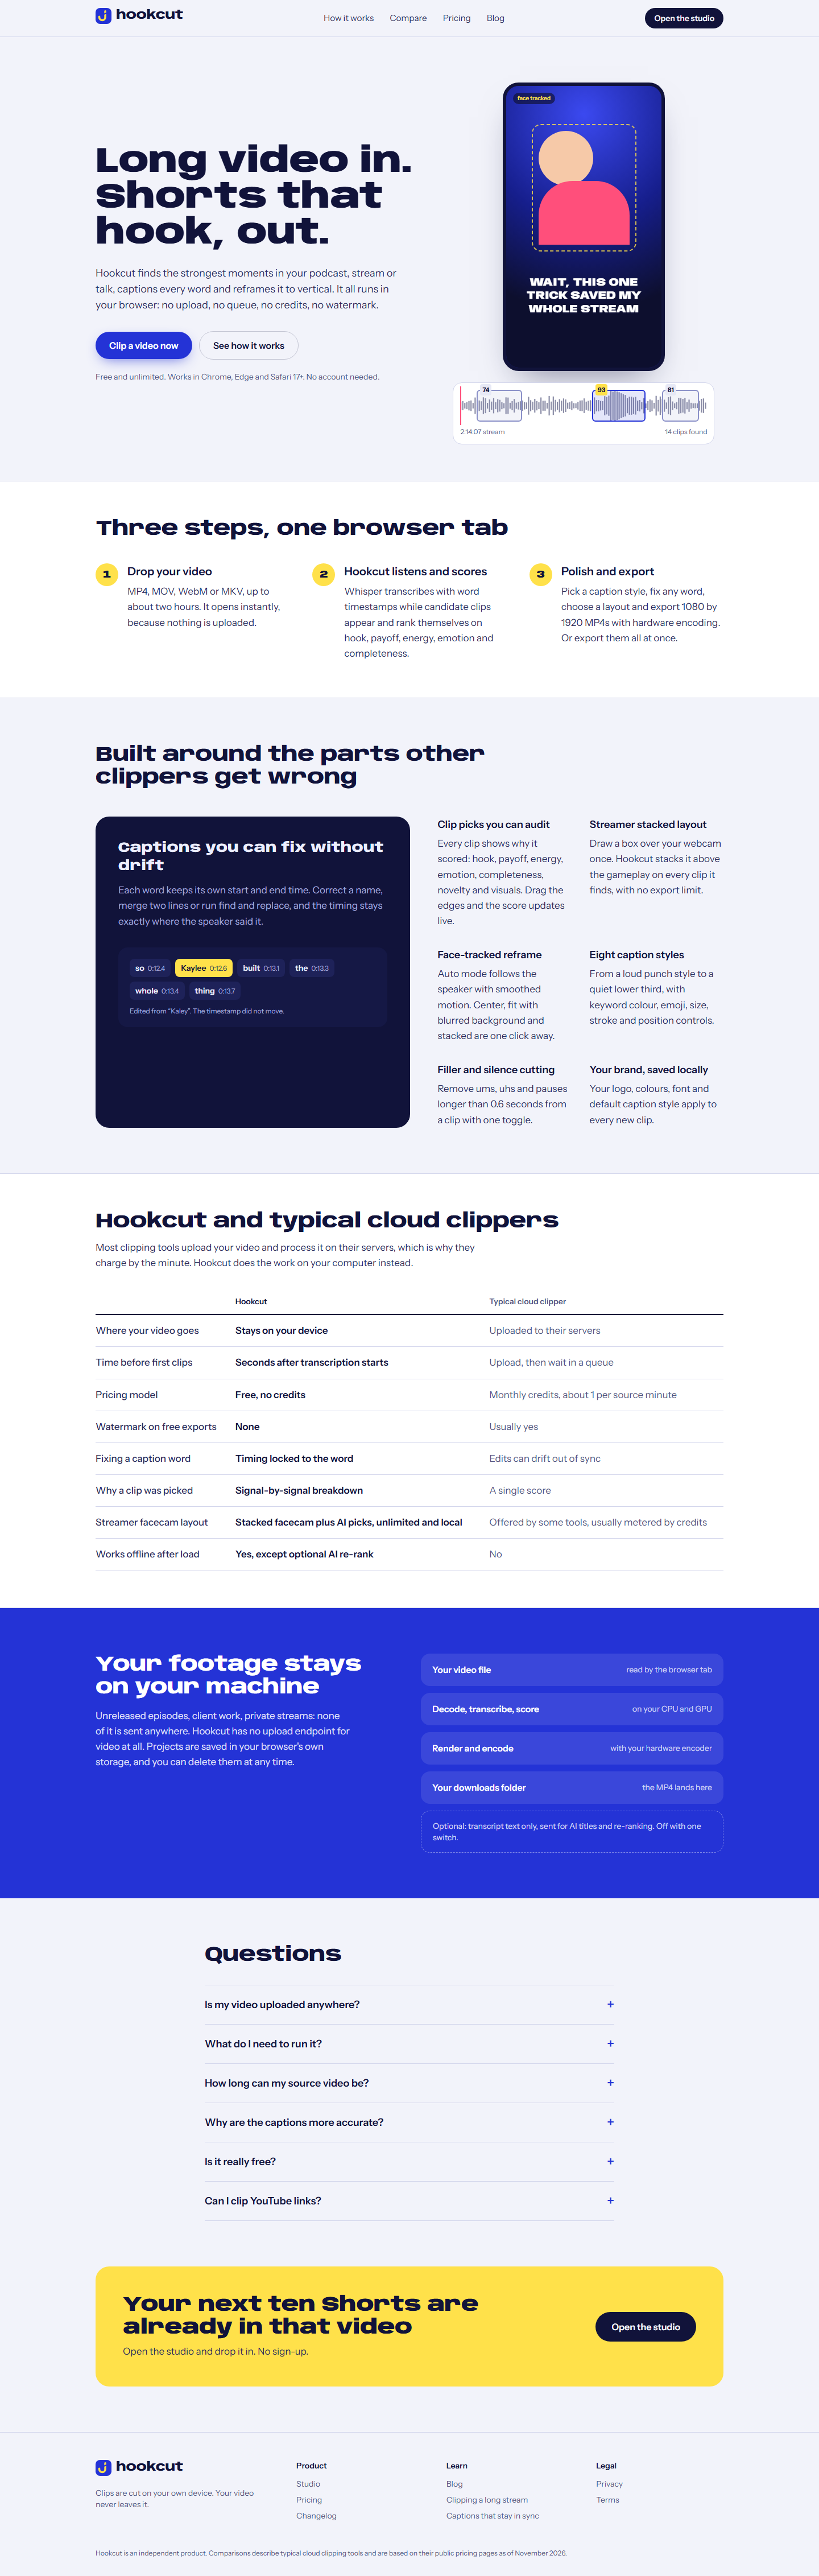 hookcut
How it works
Compare
Pricing
Blog
Open the studio
Long video in.
Shorts that
hook, out.
Hookcut finds the strongest moments in your podcast, stream or
talk, captions every word and reframes it to vertical. It all runs in
your browser: no upload, no queue, no credits, no watermark.
Clip a video now
See how it works
Free and unlimited. Works in Chrome, Edge and Safari 17+. No account needed.
face tracked
WAIT, THIS ONE
TRICK SAVED MY
WHOLE STREAM
74
93
81
2:14:07 stream
14 clips found
Three steps, one browser tab
1
Drop your video
MP4, MOV, WebM or MKV, up to
about two hours. It opens instantly,
because nothing is uploaded.
2
Hookcut listens and scores
Whisper transcribes with word
timestamps while candidate clips
appear and rank themselves on
hook, payoff, energy, emotion and
completeness.
3
Polish and export
Pick a caption style, fix any word,
choose a layout and export 1080 by
1920 MP4s with hardware encoding.
Or export them all at once.
Built around the parts other
clippers get wrong
Captions you can fix without
drift
Each word keeps its own start and end time. Correct a name,
merge two lines or run find and replace, and the timing stays
exactly where the speaker said it.
so 0:12.4
Kaylee 0:12.6
built 0:13.1
the 0:13.3
whole 0:13.4
thing 0:13.7
Edited from “Kaley”. The timestamp did not move.
Clip picks you can audit
Every clip shows why it
scored: hook, payoff, energy,
emotion, completeness,
novelty and visuals. Drag the
edges and the score updates
live.
Streamer stacked layout
Draw a box over your webcam
once. Hookcut stacks it above
the gameplay on every clip it
finds, with no export limit.
Face-tracked reframe
Auto mode follows the
speaker with smoothed
motion. Center, fit with
blurred background and
stacked are one click away.
Eight caption styles
From a loud punch style to a
quiet lower third, with
keyword colour, emoji, size,
stroke and position controls.
Filler and silence cutting
Remove ums, uhs and pauses
longer than 0.6 seconds from
a clip with one toggle.
Your brand, saved locally
Your logo, colours, font and
default caption style apply to
every new clip.
Hookcut and typical cloud clippers
Most clipping tools upload your video and process it on their servers, which is why they
charge by the minute. Hookcut does the work on your computer instead.
Hookcut
Typical cloud clipper
Where your video goes
Stays on your device
Uploaded to their servers
Time before first clips
Seconds after transcription starts
Upload, then wait in a queue
Pricing model
Free, no credits
Monthly credits, about 1 per source minute
Watermark on free exports
None
Usually yes
Fixing a caption word
Timing locked to the word
Edits can drift out of sync
Why a clip was picked
Signal-by-signal breakdown
A single score
Streamer facecam layout
Stacked facecam plus AI picks, unlimited and local
Offered by some tools, usually metered by credits
Works offline after load
Yes, except optional AI re-rank
No
Your footage stays
on your machine
Unreleased episodes, client work, private streams: none
of it is sent anywhere. Hookcut has no upload endpoint for
video at all. Projects are saved in your browser's own
storage, and you can delete them at any time.
Your video file
read by the browser tab
Decode, transcribe, score
on your CPU and GPU
Render and encode
with your hardware encoder
Your downloads folder
the MP4 lands here
Optional: transcript text only, sent for AI titles and re-ranking. Off with one
switch.
Questions
Is my video uploaded anywhere? +
What do I need to run it? +
How long can my source video be? +
Why are the captions more accurate? +
Is it really free? +
Can I clip YouTube links? +
Your next ten Shorts are
already in that video
Open the studio and drop it in. No sign-up.
Open the studio
hookcut
Clips are cut on your own device. Your video
never leaves it.
Product
Studio
Pricing
Changelog
Learn
Blog
Clipping a long stream
Captions that stay in sync
Legal
Privacy
Terms
Hookcut is an independent product. Comparisons describe typical cloud clipping tools and are based on their public pricing pages as of November 2026.